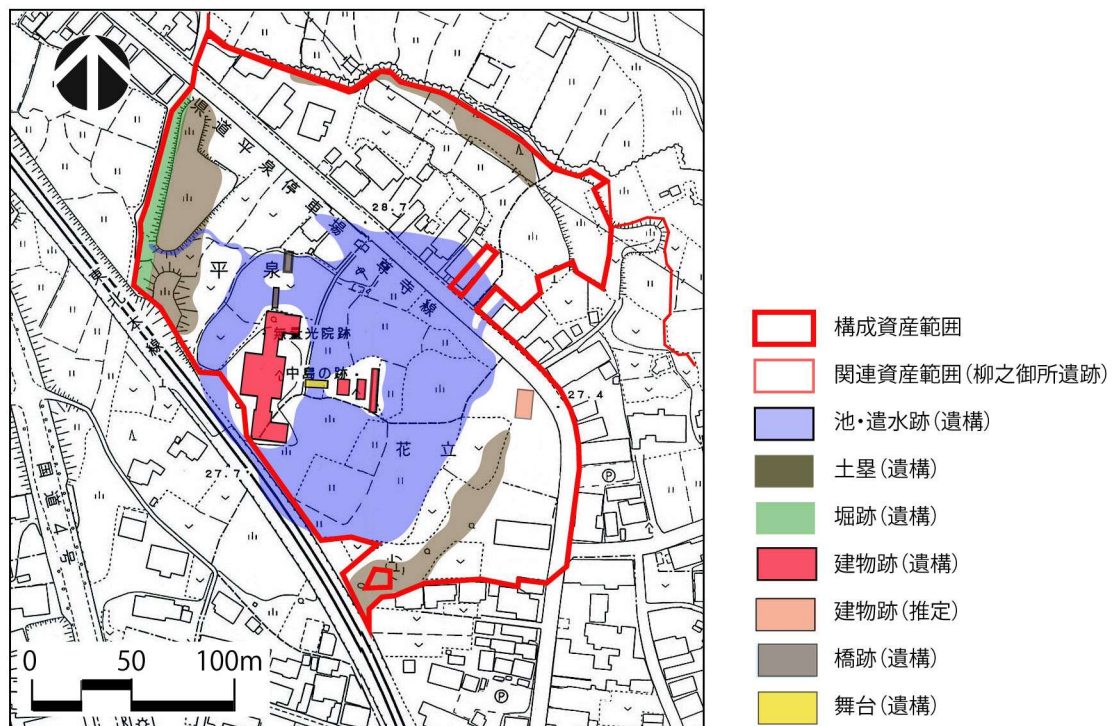 県道平泉停車場中尊寺線
28.7
平泉
無量光院跡
中島の跡
花立
27.4
27.7
東北本線
国道4号
P
P
0 50 100m
構成資産範囲
関連資産範囲(柳之御所遺跡)
池・遣水跡(遺構)
土塁(遺構)
堀跡(遺構)
建物跡(遺構)
建物跡(推定)
橋跡(遺構)
舞台(遺構)